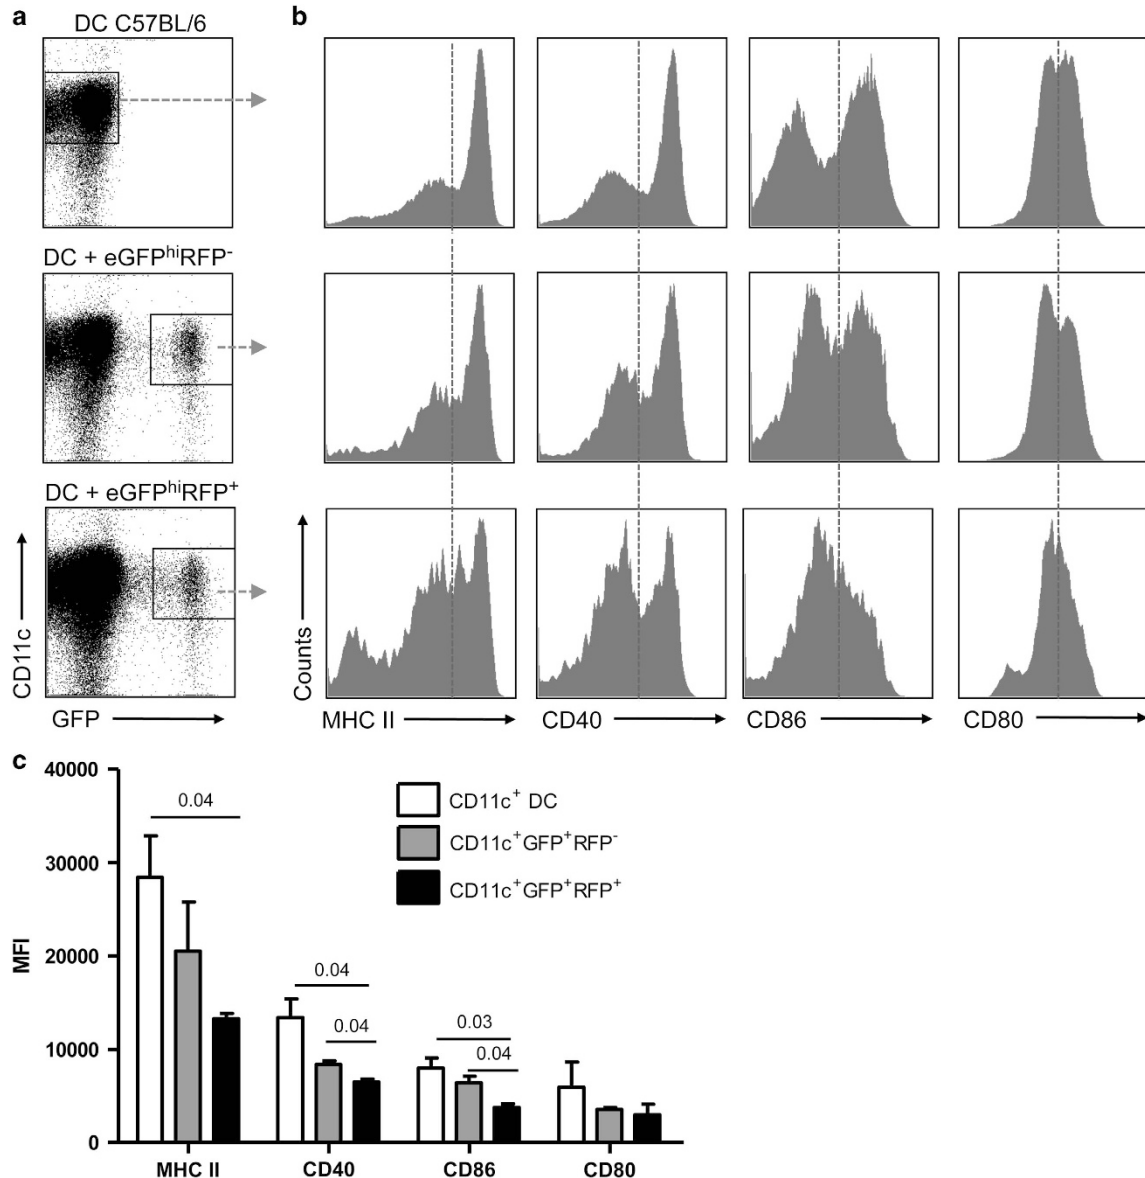 a
b
DC C57BL/6
DC + eGFPhiRFP-
DC + eGFPhiRFP+
CD11c
GFP
Counts
MHC II
CD40
CD86
CD80
c
MFI
40000
30000
20000
10000
0
0.04
0.04
0.04
0.03
0.04
CD11c+ DC
CD11c+GFP+RFP-
CD11c+GFP+RFP+
MHC II
CD40
CD86
CD80